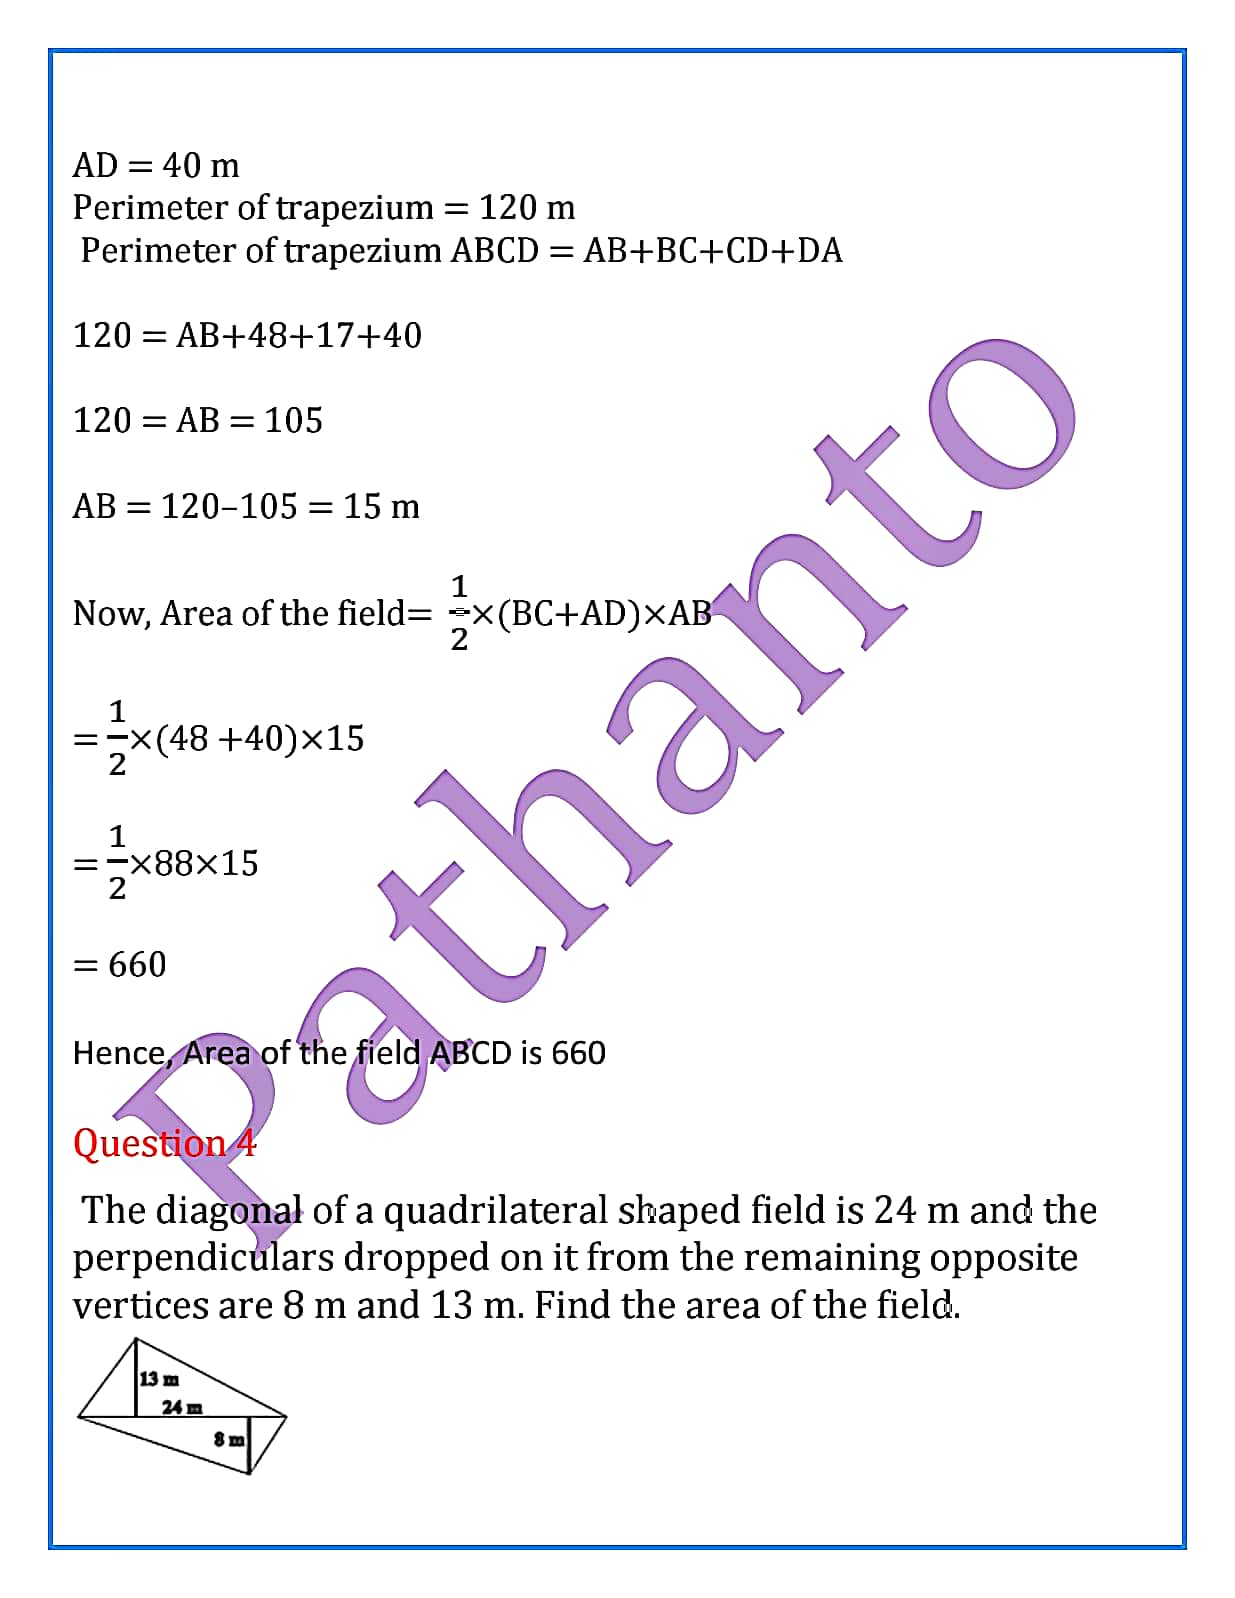 AD = 40 m
Perimeter of trapezium = 120 m
Perimeter of trapezium ABCD = AB+BC+CD+DA
120 = AB+48+17+40
120 = AB = 105
AB = 120–105 = 15 m
Now, Area of the field= 1/2×(BC+AD)×AB
=1/2×(48 +40)×15
=1/2×88×15
= 660
Hence, Area of the field ABCD is 660
Question 4
The diagonal of a quadrilateral shaped field is 24 m and the
perpendiculars dropped on it from the remaining opposite
vertices are 8 m and 13 m. Find the area of the field.
13 m
24 m
8 m
Pathanto